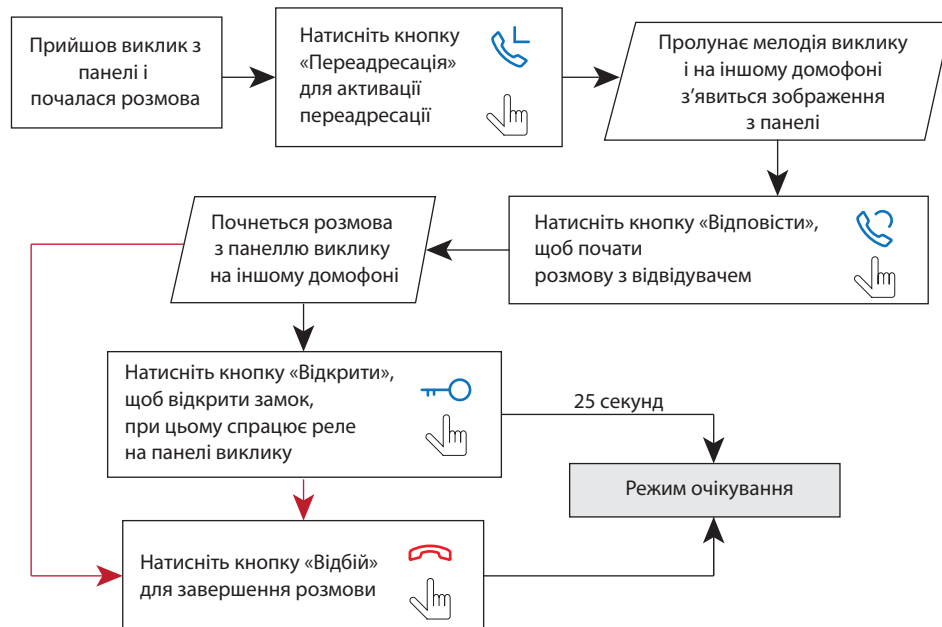 Прийшов виклик з
панелі і
почалася розмова
Натисніть кнопку
«Переадресація»
для активації
переадресації
Пролунає мелодія виклику
і на іншому домофоні
з’явиться зображення
з панелі
Натисніть кнопку «Відповісти»,
щоб почати
розмову з відвідувачем
Почнеться розмова
з панеллю виклику
на іншому домофоні
Натисніть кнопку «Відкрити»,
щоб відкрити замок,
при цьому спрацює реле
на панелі виклику
25 секунд
Режим очікування
Натисніть кнопку «Відбій»
для завершення розмови